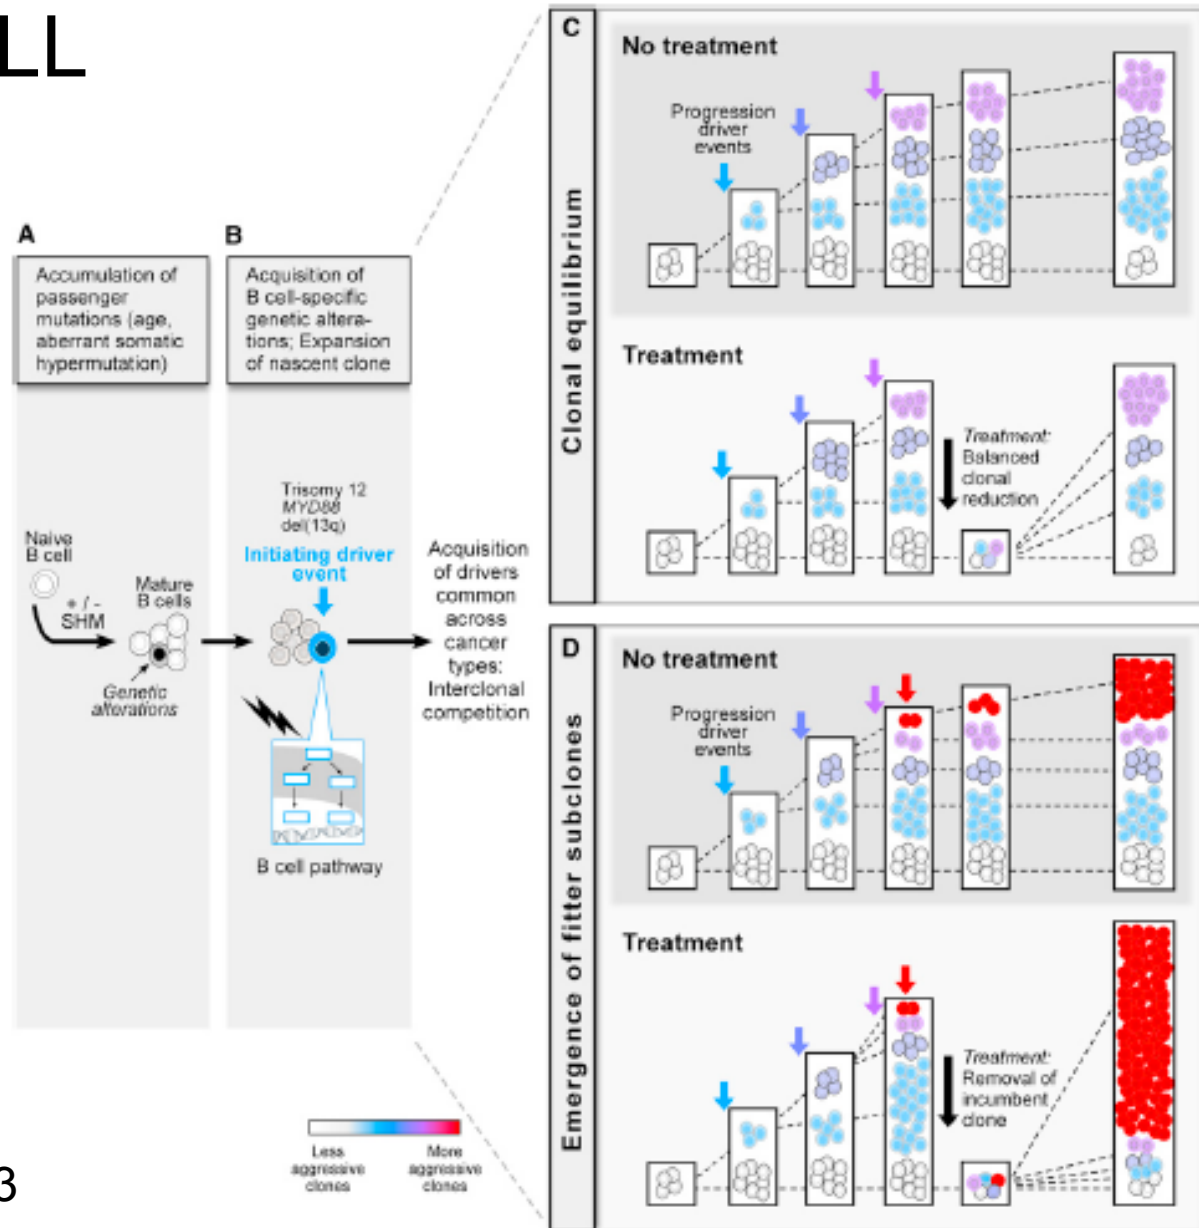 LL
A
Accumulation of
passenger
mutations (age,
aberrant somatic
hypermutation)
Naive
B cell
+ / -
SHM
Mature
B cells
Genetic
alterations
B
Acquisition of
B cell-specific
genetic altera-
tions; Expansion
of nascent clone
Trisomy 12
MYD88
del(13q)
Initiating driver
event
B cell pathway
Acquisition
of drivers
common
across
cancer
types:
Interclonal
competition
Less
aggressive
clones
More
aggressive
clones
3
C
Clonal equilibrium
No treatment
Progression
driver
events
Treatment
Treatment:
Balanced
clonal
reduction
D
Emergence of fitter subclones
No treatment
Progression
driver
events
Treatment
Treatment:
Removal of
incumbent
clone